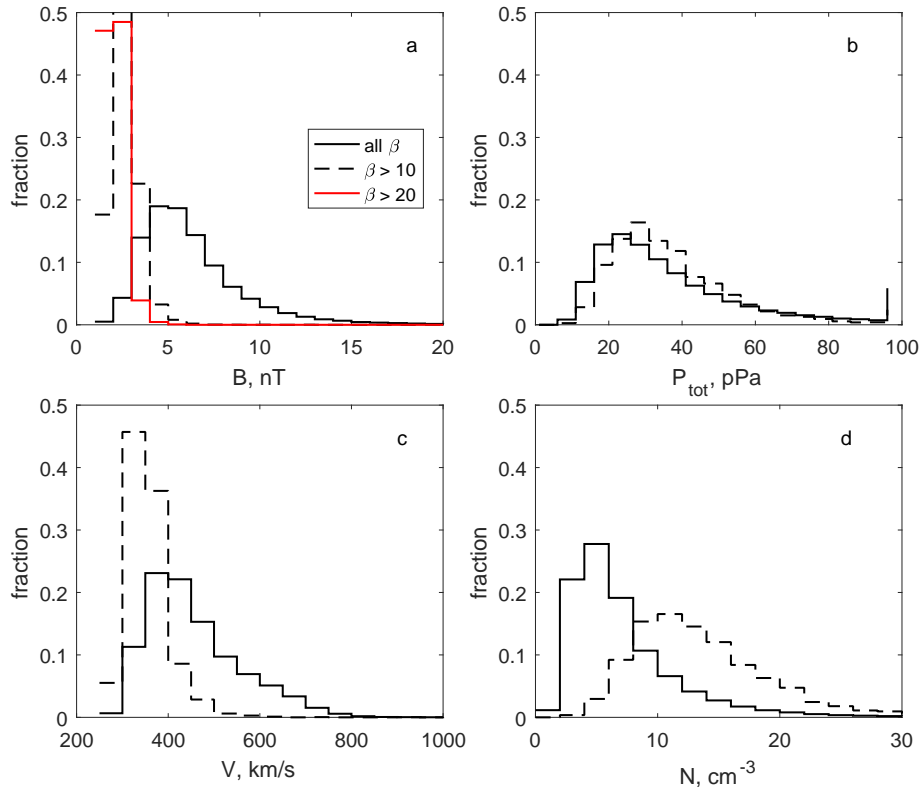 0.5
0.4
0.3
0.2
0.1
0
fraction
0 5 10 15 20
B, nT
a
all β
β > 10
β > 20
0.5
0.4
0.3
0.2
0.1
0
fraction
0 20 40 60 80 100
P_tot, pPa
b
0.5
0.4
0.3
0.2
0.1
0
fraction
200 400 600 800 1000
V, km/s
c
0.5
0.4
0.3
0.2
0.1
0
fraction
0 10 20 30
N, cm^-3
d